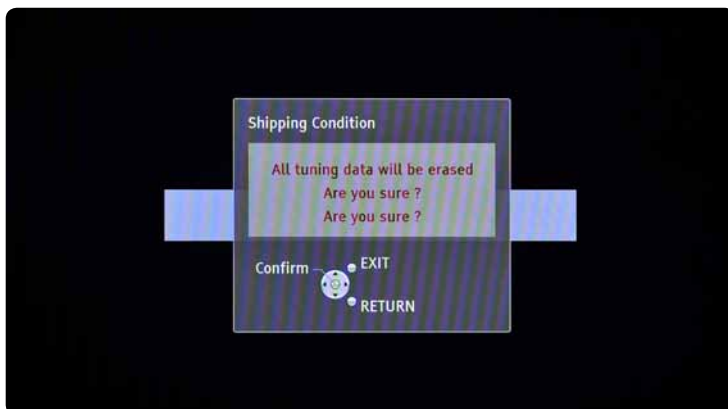 Shipping Condition
All tuning data will be erased
Are you sure ?
Are you sure ?
Confirm
EXIT
RETURN